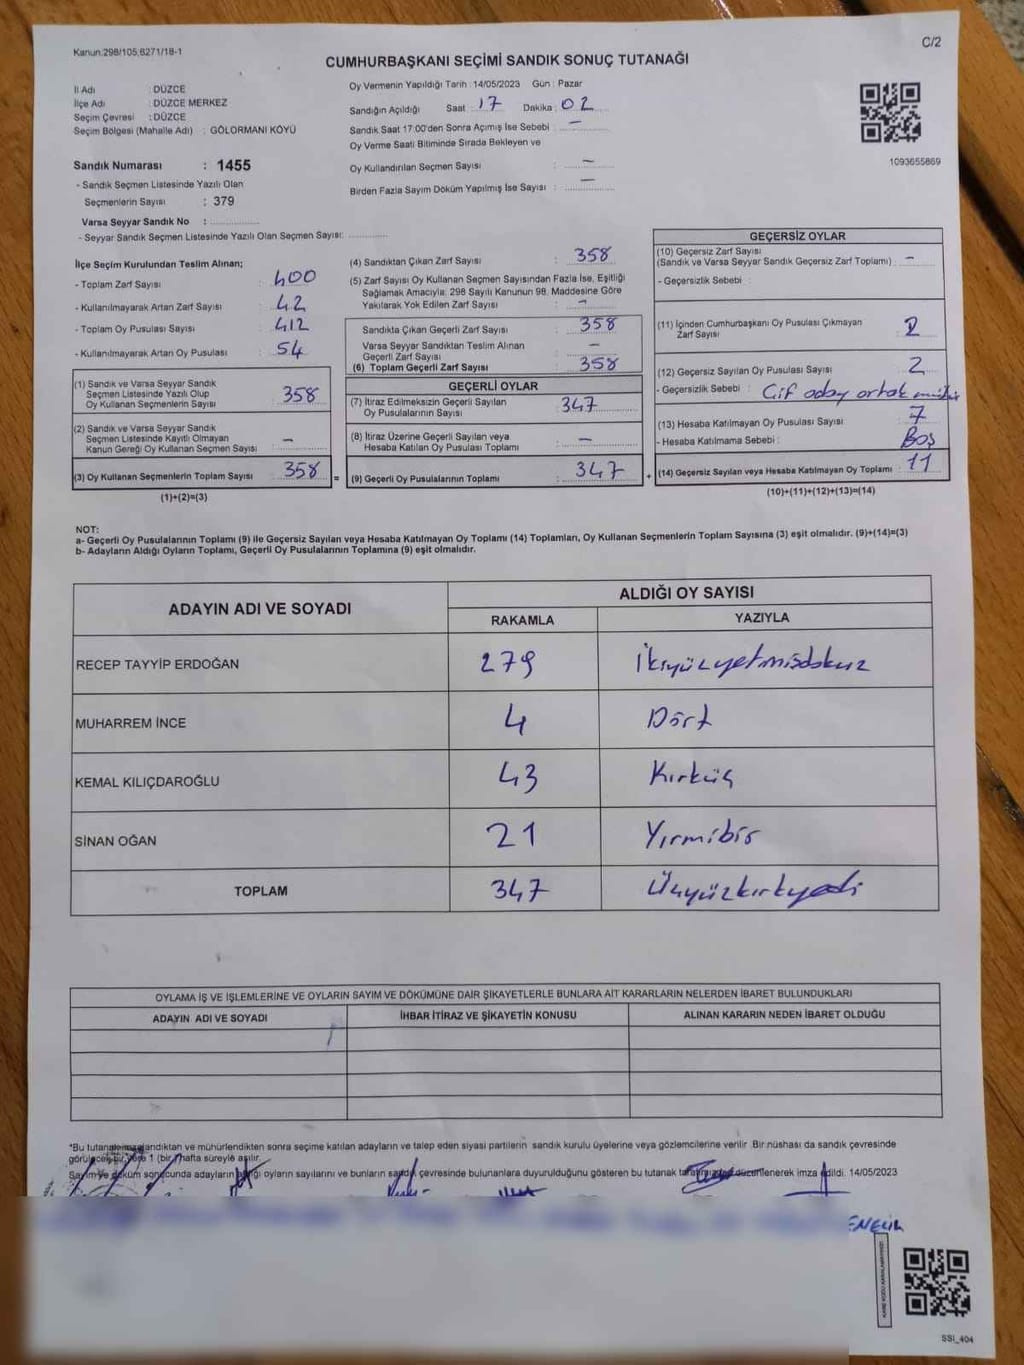 Kanun.298/105,6271/18-1
C/2
CUMHURBAŞKANI SEÇİMİ SANDIK SONUÇ TUTANAĞI
İl Adı : DÜZCE
İlçe Adı : DÜZCE MERKEZ
Seçim Çevresi : DÜZCE
Seçim Bölgesi (Mahalle Adı) : GÖLORMANI KÖYÜ
Sandık Numarası : 1455
- Sandık Seçmen Listesinde Yazılı Olan
Seçmenlerin Sayısı : 379
Varsa Seyyar Sandık No :
- Seyyar Sandık Seçmen Listesinde Yazılı Olan Seçmen Sayısı:
Oy Vermenin Yapıldığı Tarih : 14/05/2023 Gün : Pazar
Sandığın Açıldığı Saat : 17 Dakika : 02
Sandık Saat 17:00'den Sonra Açımış İse Sebebi : –
Oy Verme Saati Bitiminde Sırada Bekleyen ve
Oy Kullandırılan Seçmen Sayısı : –
Birden Fazla Sayım Döküm Yapılmış İse Sayısı : –
1093655869
İlçe Seçim Kurulundan Teslim Alınan;
- Toplam Zarf Sayısı : 400
- Kullanılmayarak Artan Zarf Sayısı : 42
- Toplam Oy Pusulası Sayısı : 412
- Kullanılmayarak Artan Oy Pusulası : 54
(1) Sandık ve Varsa Seyyar Sandık
Seçmen Listesinde Yazılı Olup
Oy Kullanan Seçmenlerin Sayısı : 358
(2) Sandık ve Varsa Seyyar Sandık
Seçmen Listesinde Kayıtlı Olmayan
Kanun Gereği Oy Kullanan Seçmen Sayısı : –
(3) Oy Kullanan Seçmenlerin Toplam Sayısı : 358
(1)+(2)=(3)
(4) Sandıktan Çıkan Zarf Sayısı : 358
(5) Zarf Sayısı Oy Kullanan Seçmen Sayısından Fazla İse, Eşitliği
Sağlamak Amacıyla; 298 Sayılı Kanunun 98. Maddesine Göre
Yakılarak Yok Edilen Zarf Sayısı : –
Sandıkta Çıkan Geçerli Zarf Sayısı : 358
Varsa Seyyar Sandıktan Teslim Alınan
Geçerli Zarf Sayısı : –
(6) Toplam Geçerli Zarf Sayısı : 358
GEÇERLİ OYLAR
(7) İtiraz Edilmeksizin Geçerli Sayılan
Oy Pusulalarının Sayısı : 347
(8) İtiraz Üzerine Geçerli Sayılan veya
Hesaba Katılan Oy Pusulaları Toplamı : –
= (9) Geçerli Oy Pusulalarının Toplamı : 347 +
GEÇERSİZ OYLAR
(10) Geçersiz Zarf Sayısı
(Sandık ve Varsa Seyyar Sandık Geçersiz Zarf Toplamı) : –
- Geçersizlik Sebebi :
(11) İçinden Cumhurbaşkanı Oy Pusulası Çıkmayan
Zarf Sayısı : 2
(12) Geçersiz Sayılan Oy Pusulası Sayısı : 2
- Geçersizlik Sebebi : Çif aday ortak
(13) Hesaba Katılmayan Oy Pusulası Sayısı : 7
- Hesaba Katılmama Sebebi : Boş
(14) Geçersiz Sayılan veya Hesaba Katılmayan Oy Toplamı : 11
(10)+(11)+(12)+(13)=(14)
NOT:
a- Geçerli Oy Pusulalarının Toplamı (9) ile Geçersiz Sayılan veya Hesaba Katılmayan Oy Toplamı (14) Toplamları, Oy Kullanan Seçmenlerin Toplam Sayısına (3) eşit olmalıdır. (9)+(14)=(3)
b- Adayların Aldığı Oyların Toplamı, Geçerli Oy Pusulalarının Toplamına (9) eşit olmalıdır.
ADAYIN ADI VE SOYADI ALDIĞI OY SAYISI
RAKAMLA YAZIYLA
RECEP TAYYİP ERDOĞAN 279 İkiyüzyetmişdokuz
MUHARREM İNCE 4 Dört
KEMAL KILIÇDAROĞLU 43 Kırküç
SİNAN OĞAN 21 Yırmibir
TOPLAM 347 Üçyüzkırkyedi
OYLAMA İŞ VE İŞLEMLERİNE VE OYLARIN SAYIM VE DÖKÜMÜNE DAİR ŞİKAYETLERLE BUNLARA AİT KARARLARIN NELERDEN İBARET BULUNDUKLARI
ADAYIN ADI VE SOYADI İHBAR İTİRAZ VE ŞİKAYETİN KONUSU ALINAN KARARIN NEDEN İBARET OLDUĞU
*Bu tutanak imzalandıktan ve mühürlendikten sonra seçime katılan adayların ve talep eden siyasi partilerin sandık kurulu üyelerine veya gözlemcilerine verilir. Bir nüshası da sandık çevresinde
görülecek bir yere 1 (bir) hafta süreyle asılır.
Sayım ve döküm sonucunda adayların aldığı oyların sayılarını ve bunların sandık çevresinde bulunanlara duyurulduğunu gösteren bu tutanak tarafımızdan düzenlenerek imza edildi. 14/05/2023
SSI_404